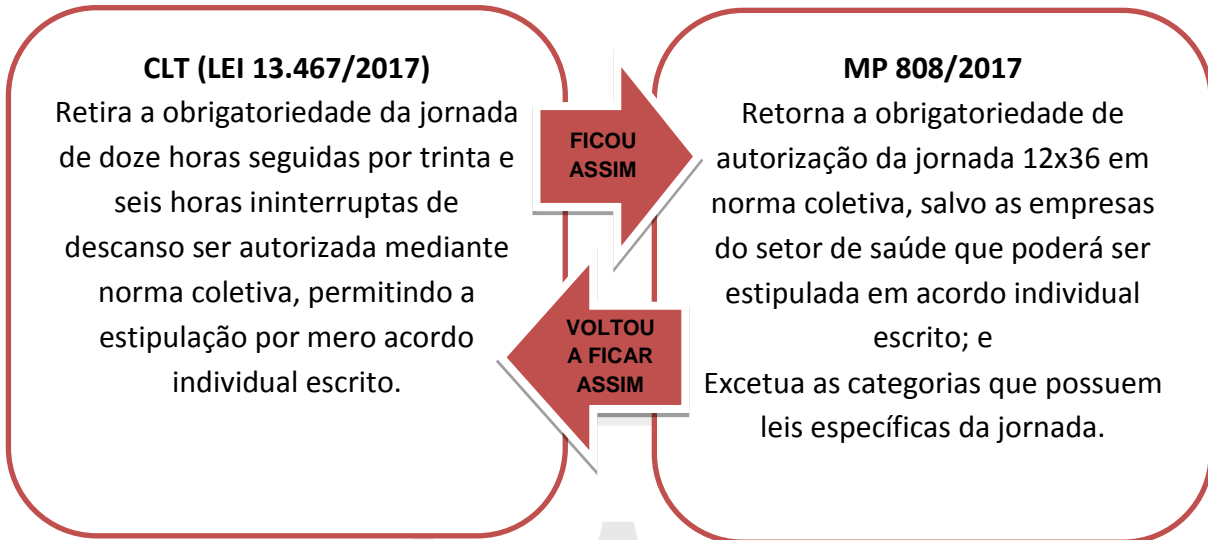 CLT (LEI 13.467/2017)
Retira a obrigatoriedade da jornada
de doze horas seguidas por trinta e
seis horas ininterruptas de
descanso ser autorizada mediante
norma coletiva, permitindo a
estipulação por mero acordo
individual escrito.
FICOU
ASSIM
VOLTOU
A FICAR
ASSIM
MP 808/2017
Retorna a obrigatoriedade de
autorização da jornada 12x36 em
norma coletiva, salvo as empresas
do setor de saúde que poderá ser
estipulada em acordo individual
escrito; e
Excetua as categorias que possuem
leis específicas da jornada.